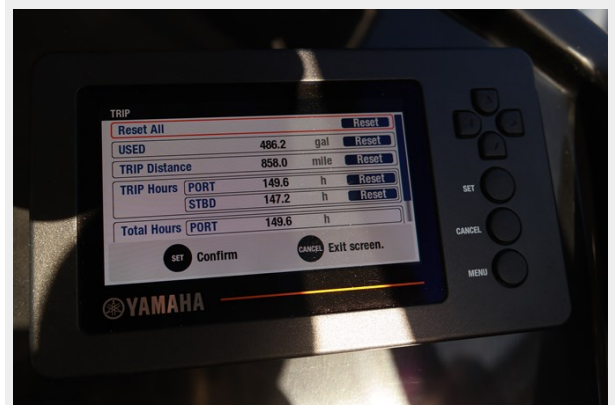 TRIP
Reset All Reset
USED 486.2 gal Reset
TRIP Distance 858.0 mile Reset
TRIP Hours PORT 149.6 h Reset
STBD 147.2 h Reset
Total Hours PORT 149.6 h
SET Confirm CANCEL Exit screen.
YAMAHA
SET
CANCEL
MENU